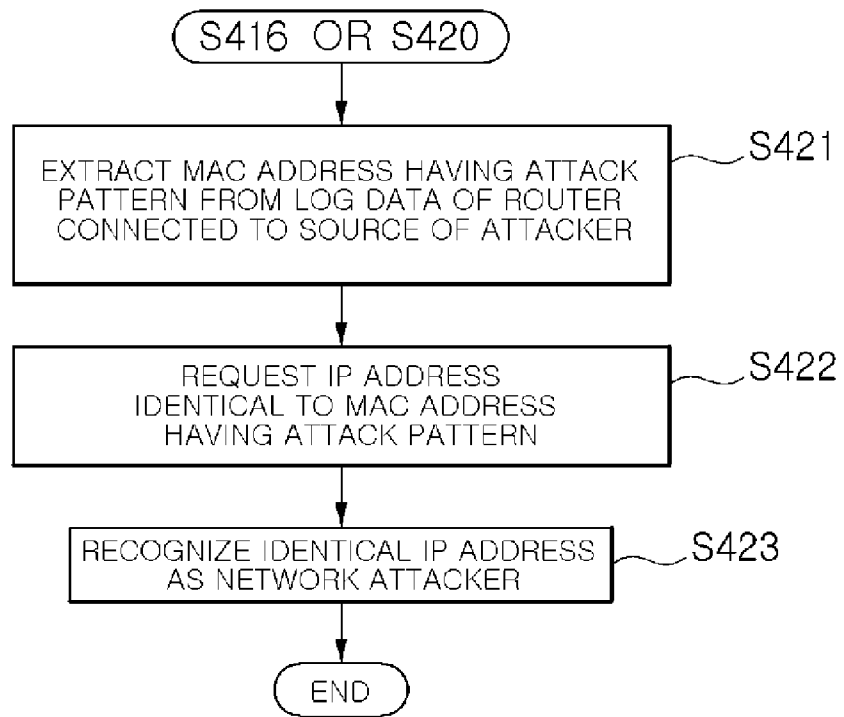 S416 OR S420
EXTRACT MAC ADDRESS HAVING ATTACK
PATTERN FROM LOG DATA OF ROUTER
CONNECTED TO SOURCE OF ATTACKER
S421
REQUEST IP ADDRESS
IDENTICAL TO MAC ADDRESS
HAVING ATTACK PATTERN
S422
RECOGNIZE IDENTICAL IP ADDRESS
AS NETWORK ATTACKER
S423
END